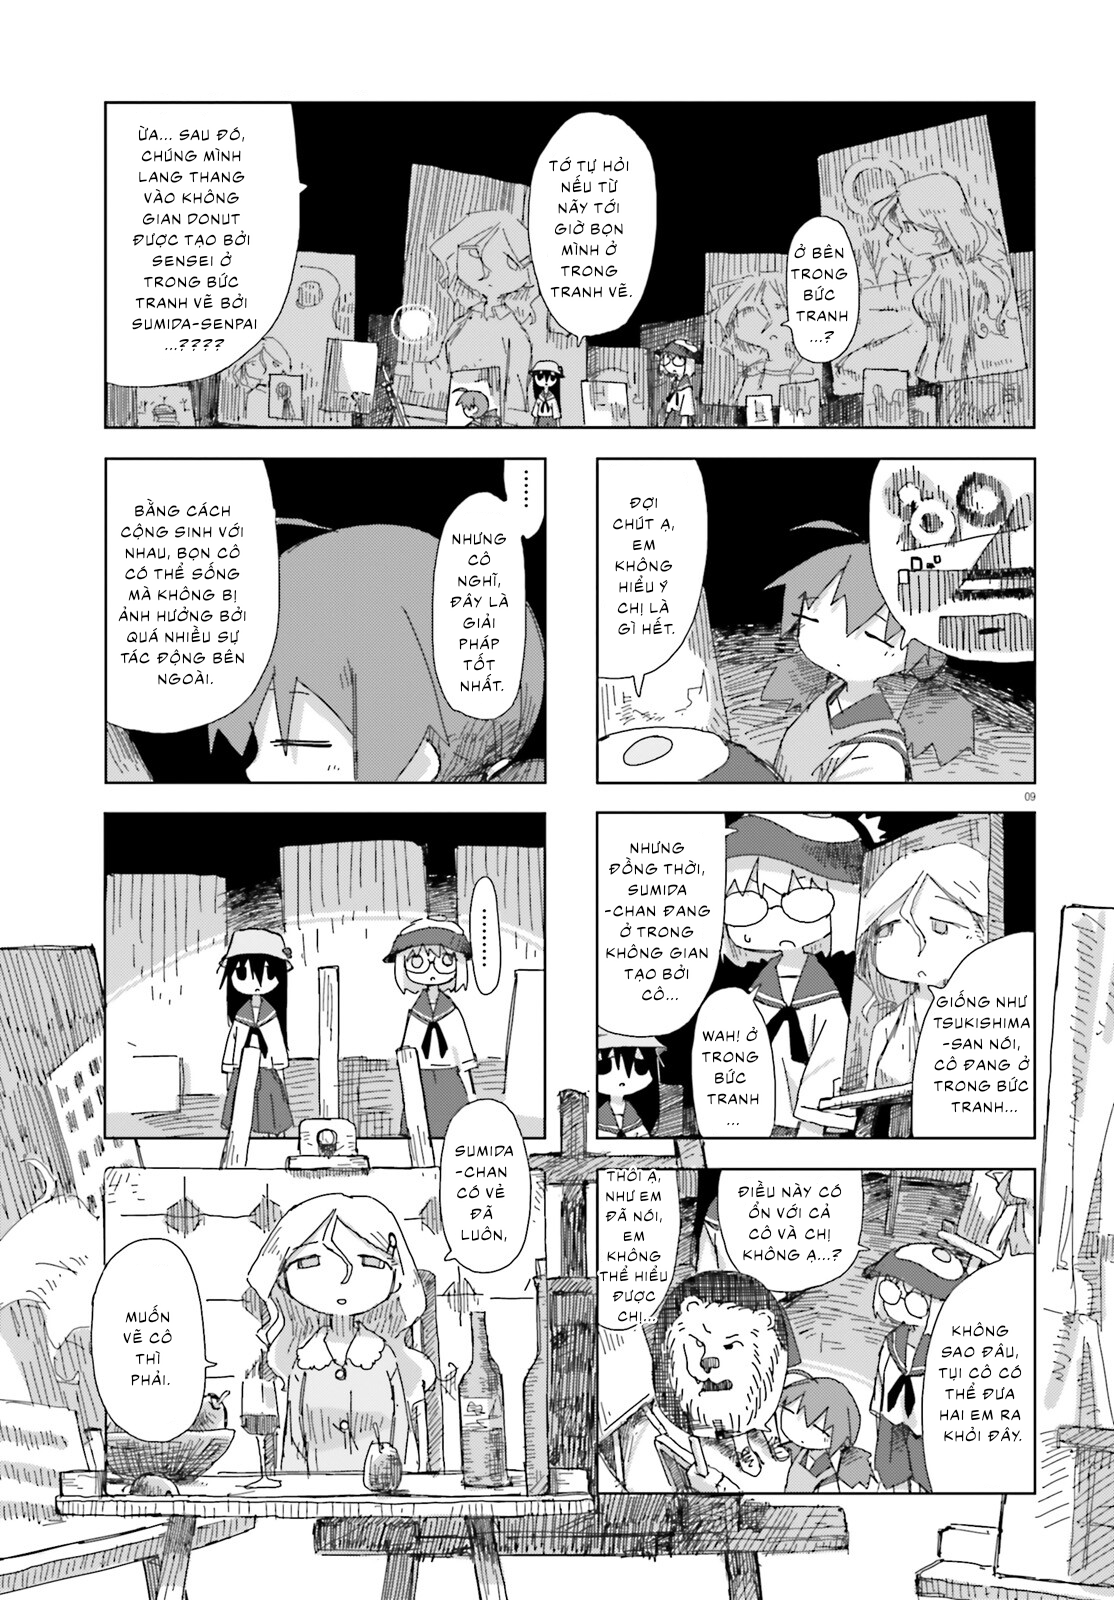 Ở BÊN
TRONG
BỨC
TRANH
...?
TỚ TỰ HỎI
NẾU TỪ
NÃY TỚI
GIỜ BỌN
MÌNH Ở
TRONG
TRANH VẼ.
ỪA... SAU ĐÓ,
CHÚNG MÌNH
LANG THANG
VÀO KHÔNG
GIAN DONUT
ĐƯỢC TẠO BỞI
SENSEI Ở
TRONG BỨC
TRANH VẼ BỞI
SUMIDA-SENPAI
...????
ĐỢI
CHÚT Ạ,
EM
KHÔNG
HIỂU Ý
CHỊ LÀ
GÌ HẾT.
09
GIỐNG NHƯ
TSUKISHIMA
-SAN NÓI,
CÔ ĐANG Ở
TRONG BỨC
TRANH...
NHƯNG
ĐỒNG THỜI,
SUMIDA
-CHAN ĐANG
Ở TRONG
KHÔNG GIAN
TẠO BỞI
CÔ...
WAH! Ở
TRONG
BỨC
TRANH
...
KHÔNG
SAO ĐÂU,
TỤI CÔ CÓ
THỂ ĐƯA
HAI EM RA
KHỎI ĐÂY.
ĐIỀU NÀY CÓ
ỔN VỚI CẢ
CÔ VÀ CHỊ
KHÔNG Ạ...?
THÔI Ạ,
NHƯ EM
ĐÃ NÓI,
EM
KHÔNG
THỂ HIỂU
ĐƯỢC
CHỊ...
........
NHƯNG
CÔ
NGHĨ,
ĐÂY LÀ
GIẢI
PHÁP
TỐT
NHẤT.
BẰNG CÁCH
CỘNG SINH VỚI
NHAU, BỌN CÔ
CÓ THỂ SỐNG
MÀ KHÔNG BỊ
ẢNH HƯỞNG BỞI
QUÁ NHIỀU SỰ
TÁC ĐỘNG BÊN
NGOÀI.
........
SUMIDA
-CHAN
CÓ VẺ
ĐÃ
LUÔN,
MUỐN
VẼ CÔ
THÌ
PHẢI.